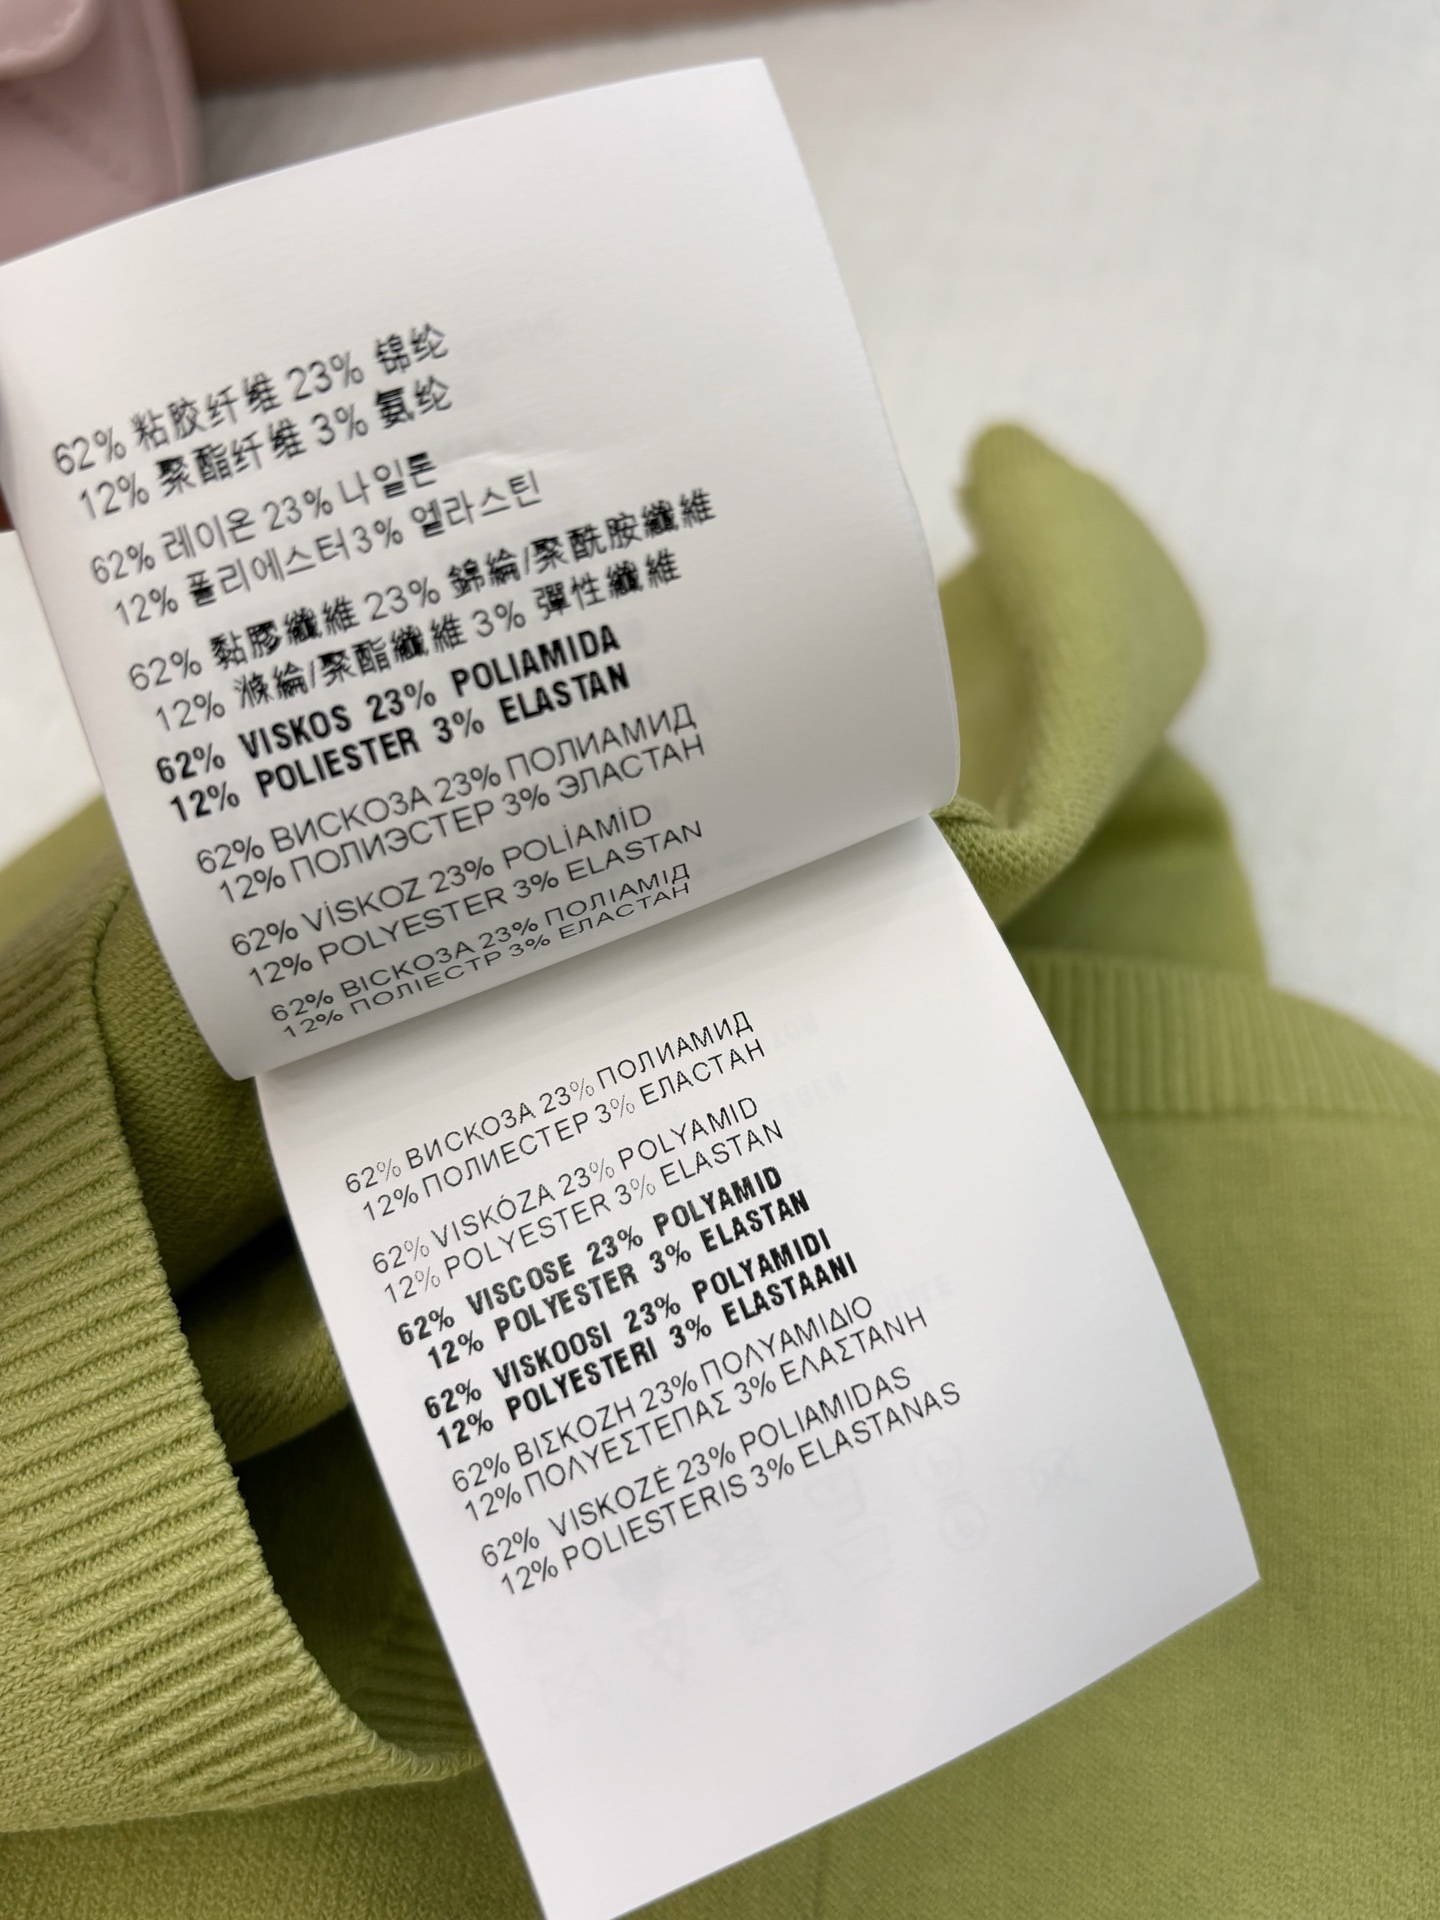 62% 粘胶纤维 23% 锦纶
12% 聚酯纤维 3% 氨纶
62% 레이온 23% 나일론
12% 폴리에스터 3% 엘라스틴
62% 黏膠纖維 23% 錦綸/聚酰胺纖維
12% 滌綸/聚酯纖維 3% 彈性纖維
62% VISKOS 23% POLIAMIDA
12% POLIESTER 3% ELASTAN
62% ВИСКОЗА 23% ПОЛИАМИД
12% ПОЛИЭСТЕР 3% ЭЛАСТАН
62% VİSKOZ 23% POLİAMİD
12% POLYESTER 3% ELASTAN
62% ВІСКОЗА 23% ПОЛІАМІД
12% ПОЛІЕСТР 3% ЕЛАСТАН
62% ВИСКОЗА 23% ПОЛИАМИД
12% ПОЛИЕСТЕР 3% ЕЛАСТАН
62% VISKÓZA 23% POLYAMID
12% POLYESTER 3% ELASTAN
62% VISCOSE 23% POLYAMID
12% POLYESTER 3% ELASTAN
62% VISKOOSI 23% POLYAMIDI
12% POLYESTERI 3% ELASTAANI
62% ΒΙΣΚΟΖΗ 23% ΠΟΛΥΑΜΙΔΙΟ
12% ΠΟΛΥΕΣΤΕΠΑΣ 3% ΕΛΑΣΤΑΝΗ
62% VISKOZĖ 23% POLIAMIDAS
12% POLIESTERIS 3% ELASTANAS